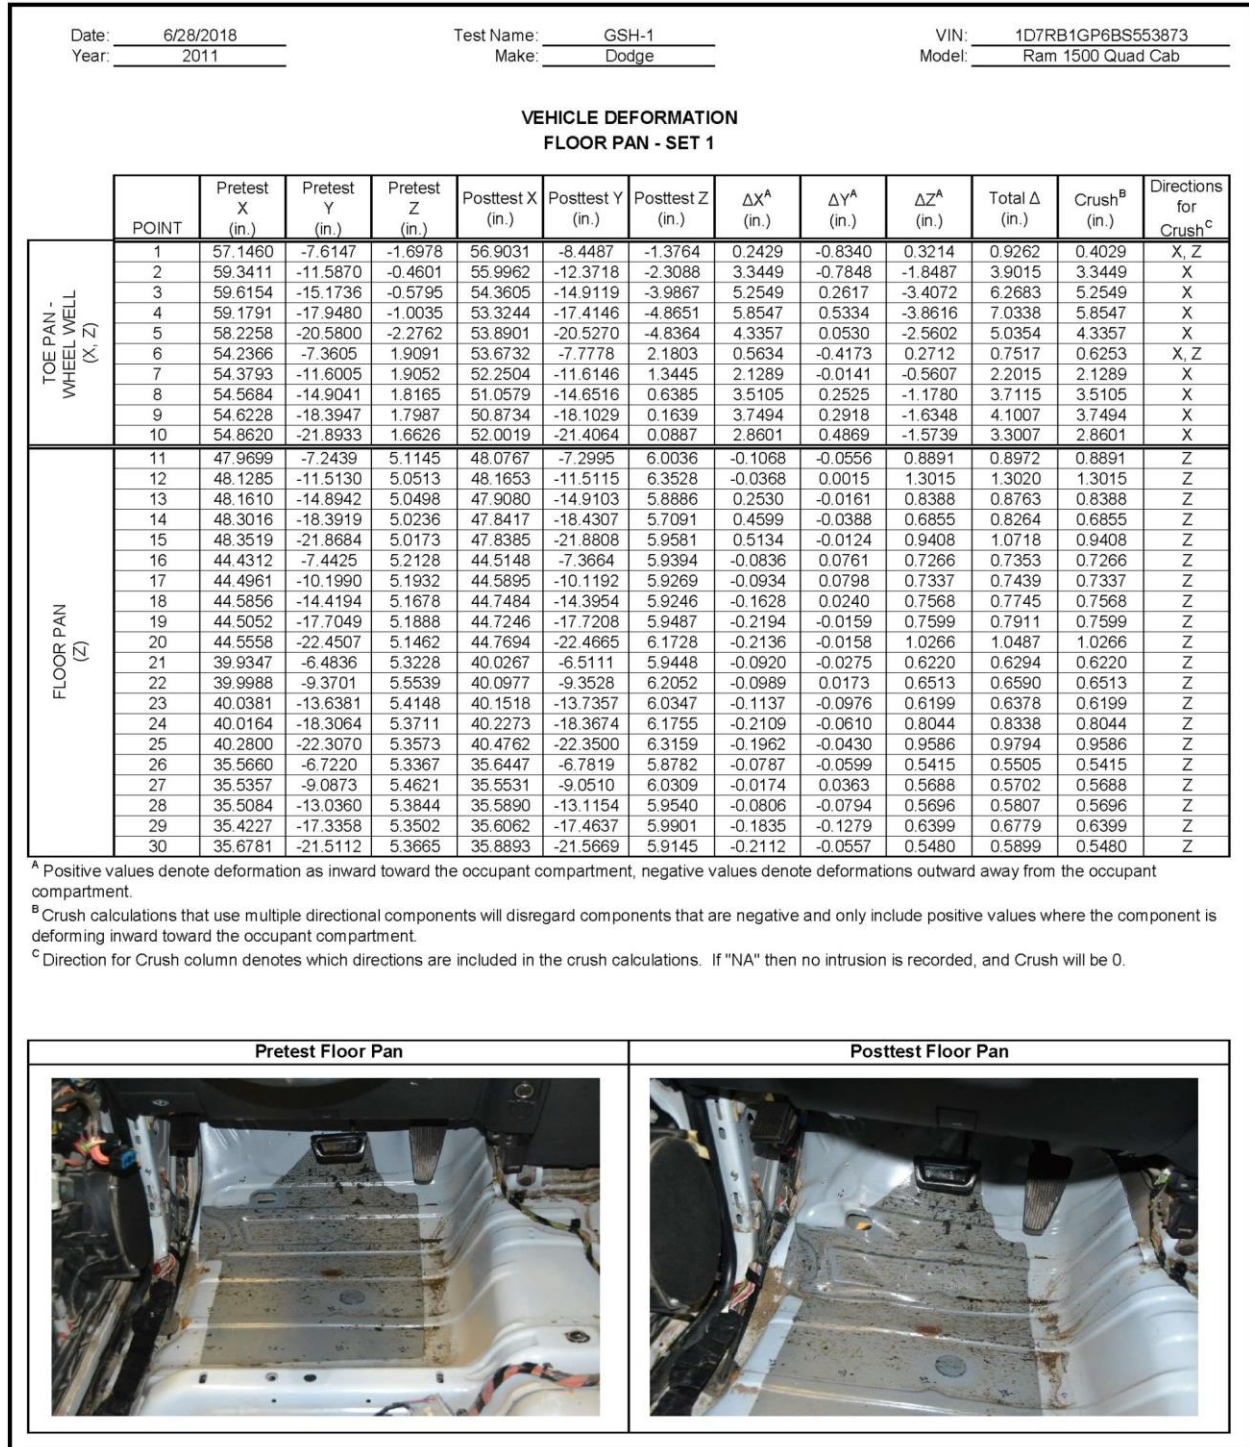 Date: 6/28/2018 Test Name: GSH-1 VIN: 1D7RB1GP6BS553873
Year: 2011 Make: Dodge Model: Ram 1500 Quad Cab
VEHICLE DEFORMATION
FLOOR PAN - SET 1
POINT Pretest X (in.) Pretest Y (in.) Pretest Z (in.) Posttest X (in.) Posttest Y (in.) Posttest Z (in.) ΔXᴬ (in.) ΔYᴬ (in.) ΔZᴬ (in.) Total Δ (in.) Crushᴮ (in.) Directions for Crushᶜ
TOE PAN - WHEEL WELL (X, Z)
1 57.1460 -7.6147 -1.6978 56.9031 -8.4487 -1.3764 0.2429 -0.8340 0.3214 0.9262 0.4029 X, Z
2 59.3411 -11.5870 -0.4601 55.9962 -12.3718 -2.3088 3.3449 -0.7848 -1.8487 3.9015 3.3449 X
3 59.6154 -15.1736 -0.5795 54.3605 -14.9119 -3.9867 5.2549 0.2617 -3.4072 6.2683 5.2549 X
4 59.1791 -17.9480 -1.0035 53.3244 -17.4146 -4.8651 5.8547 0.5334 -3.8616 7.0338 5.8547 X
5 58.2258 -20.5800 -2.2762 53.8901 -20.5270 -4.8364 4.3357 0.0530 -2.5602 5.0354 4.3357 X
6 54.2366 -7.3605 1.9091 53.6732 -7.7778 2.1803 0.5634 -0.4173 0.2712 0.7517 0.6253 X, Z
7 54.3793 -11.6005 1.9052 52.2504 -11.6146 1.3445 2.1289 -0.0141 -0.5607 2.2015 2.1289 X
8 54.5684 -14.9041 1.8165 51.0579 -14.6516 0.6385 3.5105 0.2525 -1.1780 3.7115 3.5105 X
9 54.6228 -18.3947 1.7987 50.8734 -18.1029 0.1639 3.7494 0.2918 -1.6348 4.1007 3.7494 X
10 54.8620 -21.8933 1.6626 52.0019 -21.4064 0.0887 2.8601 0.4869 -1.5739 3.3007 2.8601 X
FLOOR PAN (Z)
11 47.9699 -7.2439 5.1145 48.0767 -7.2995 6.0036 -0.1068 -0.0556 0.8891 0.8972 0.8891 Z
12 48.1285 -11.5130 5.0513 48.1653 -11.5115 6.3528 -0.0368 0.0015 1.3015 1.3020 1.3015 Z
13 48.1610 -14.8942 5.0498 47.9080 -14.9103 5.8886 0.2530 -0.0161 0.8388 0.8763 0.8388 Z
14 48.3016 -18.3919 5.0236 47.8417 -18.4307 5.7091 0.4599 -0.0388 0.6855 0.8264 0.6855 Z
15 48.3519 -21.8684 5.0173 47.8385 -21.8808 5.9581 0.5134 -0.0124 0.9408 1.0718 0.9408 Z
16 44.4312 -7.4425 5.2128 44.5148 -7.3664 5.9394 -0.0836 0.0761 0.7266 0.7353 0.7266 Z
17 44.4961 -10.1990 5.1932 44.5895 -10.1192 5.9269 -0.0934 0.0798 0.7337 0.7439 0.7337 Z
18 44.5856 -14.4194 5.1678 44.7484 -14.3954 5.9246 -0.1628 0.0240 0.7568 0.7745 0.7568 Z
19 44.5052 -17.7049 5.1888 44.7246 -17.7208 5.9487 -0.2194 -0.0159 0.7599 0.7911 0.7599 Z
20 44.5558 -22.4507 5.1462 44.7694 -22.4665 6.1728 -0.2136 -0.0158 1.0266 1.0487 1.0266 Z
21 39.9347 -6.4836 5.3228 40.0267 -6.5111 5.9448 -0.0920 -0.0275 0.6220 0.6294 0.6220 Z
22 39.9988 -9.3701 5.5539 40.0977 -9.3528 6.2052 -0.0989 0.0173 0.6513 0.6590 0.6513 Z
23 40.0381 -13.6381 5.4148 40.1518 -13.7357 6.0347 -0.1137 -0.0976 0.6199 0.6378 0.6199 Z
24 40.0164 -18.3064 5.3711 40.2273 -18.3674 6.1755 -0.2109 -0.0610 0.8044 0.8338 0.8044 Z
25 40.2800 -22.3070 5.3573 40.4762 -22.3500 6.3159 -0.1962 -0.0430 0.9586 0.9794 0.9586 Z
26 35.5660 -6.7220 5.3367 35.6447 -6.7819 5.8782 -0.0787 -0.0599 0.5415 0.5505 0.5415 Z
27 35.5357 -9.0873 5.4621 35.5531 -9.0510 6.0309 -0.0174 0.0363 0.5688 0.5702 0.5688 Z
28 35.5084 -13.0360 5.3844 35.5890 -13.1154 5.9540 -0.0806 -0.0794 0.5696 0.5807 0.5696 Z
29 35.4227 -17.3358 5.3502 35.6062 -17.4637 5.9901 -0.1835 -0.1279 0.6399 0.6779 0.6399 Z
30 35.6781 -21.5112 5.3665 35.8893 -21.5669 5.9145 -0.2112 -0.0557 0.5480 0.5899 0.5480 Z
ᴬ Positive values denote deformation as inward toward the occupant compartment, negative values denote deformations outward away from the occupant
compartment.
ᴮ Crush calculations that use multiple directional components will disregard components that are negative and only include positive values where the component is
deforming inward toward the occupant compartment.
ᶜ Direction for Crush column denotes which directions are included in the crush calculations. If "NA" then no intrusion is recorded, and Crush will be 0.
Pretest Floor Pan Posttest Floor Pan